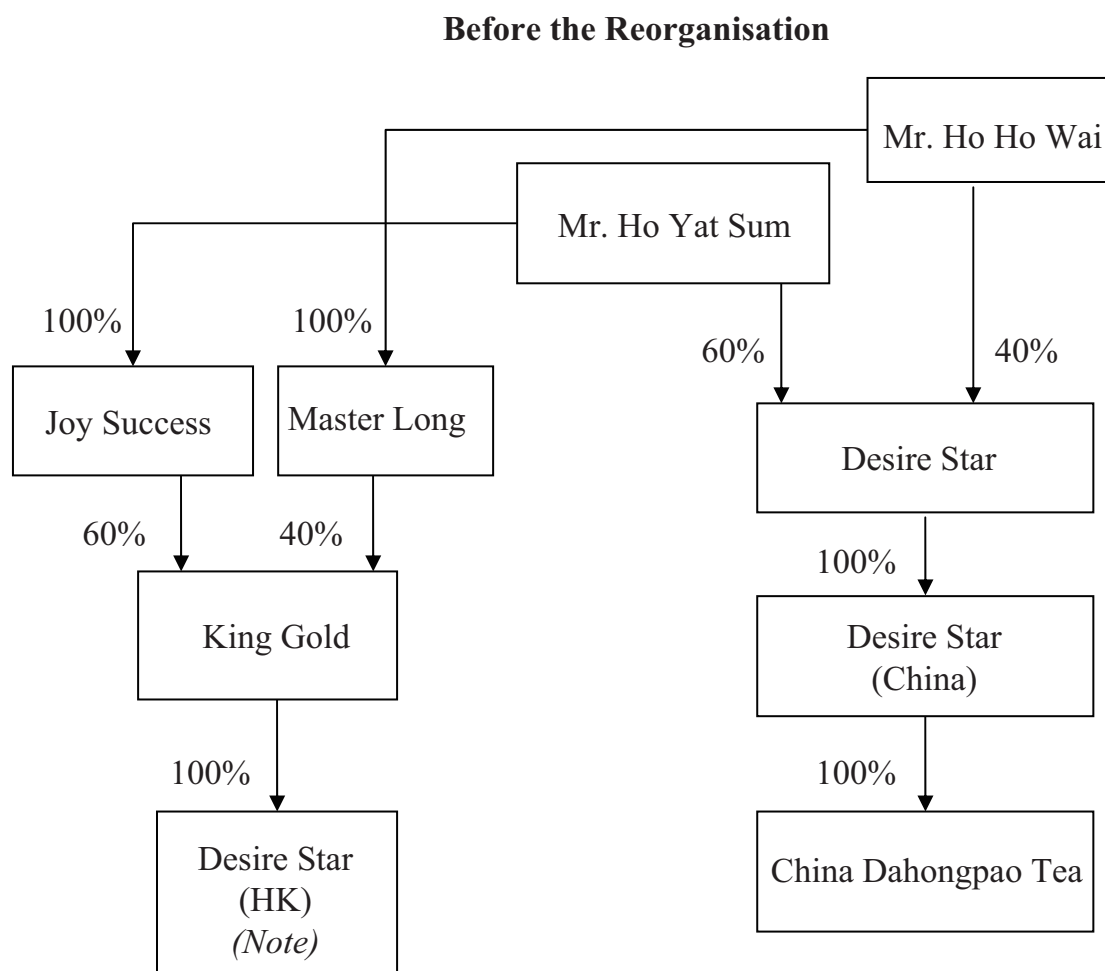 Before the Reorganisation
Mr. Ho Ho Wai
Mr. Ho Yat Sum
100%
100%
60%
40%
Joy Success
Master Long
Desire Star
60%
40%
100%
King Gold
Desire Star
(China)
100%
100%
Desire Star
(HK)
(Note)
China Dahongpao Tea